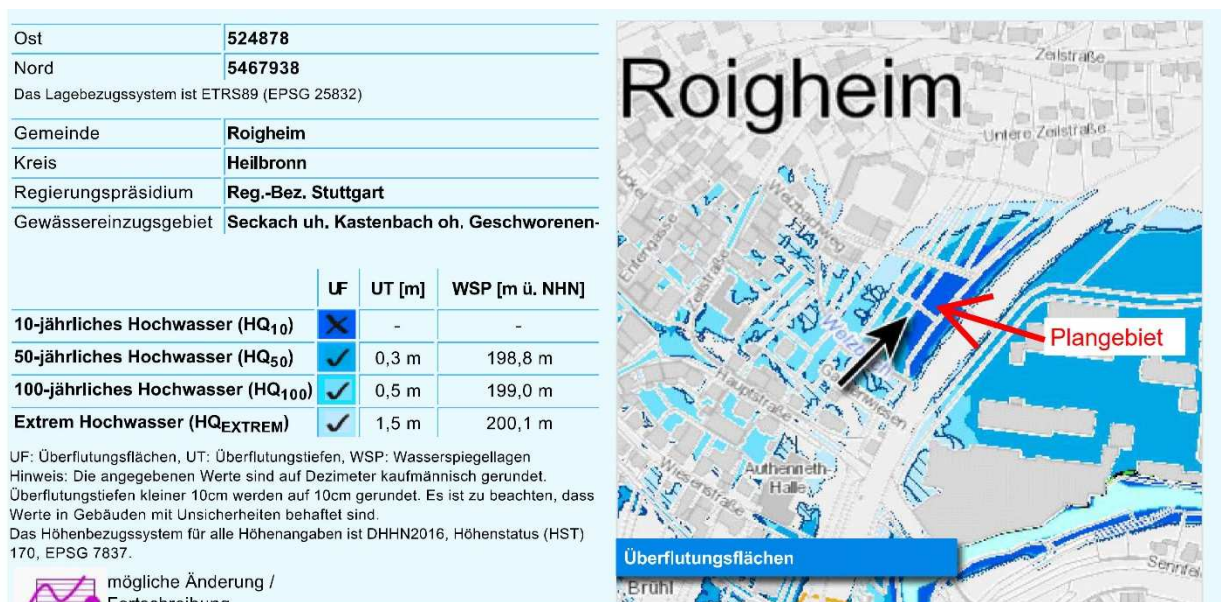 Ost 524878
Nord 5467938
Das Lagebezugssystem ist ETRS89 (EPSG 25832)
Gemeinde Roigheim
Kreis Heilbronn
Regierungspräsidium Reg.-Bez. Stuttgart
Gewässereinzugsgebiet Seckach uh. Kastenbach oh. Geschworenen-
UF UT [m] WSP [m ü. NHN]
10-jährliches Hochwasser (HQ10) - -
50-jährliches Hochwasser (HQ50) 0,3 m 198,8 m
100-jährliches Hochwasser (HQ100) 0,5 m 199,0 m
Extrem Hochwasser (HQEXTREM) 1,5 m 200,1 m
UF: Überflutungsflächen, UT: Überflutungstiefen, WSP: Wasserspiegellagen
Hinweis: Die angegebenen Werte sind auf Dezimeter kaufmännisch gerundet.
Überflutungstiefen kleiner 10cm werden auf 10cm gerundet. Es ist zu beachten, dass
Werte in Gebäuden mit Unsicherheiten behaftet sind.
Das Höhenbezugssystem für alle Höhenangaben ist DHHN2016, Höhenstatus (HST)
170, EPSG 7837.
mögliche Änderung /
Fortschreibung
Zeilstraße
Roigheim
Untere Zeilstraße
Plangebiet
Hauptstraße
Wiesenstraße
Authenrieth-
Halle
Überflutungsflächen
Brühl